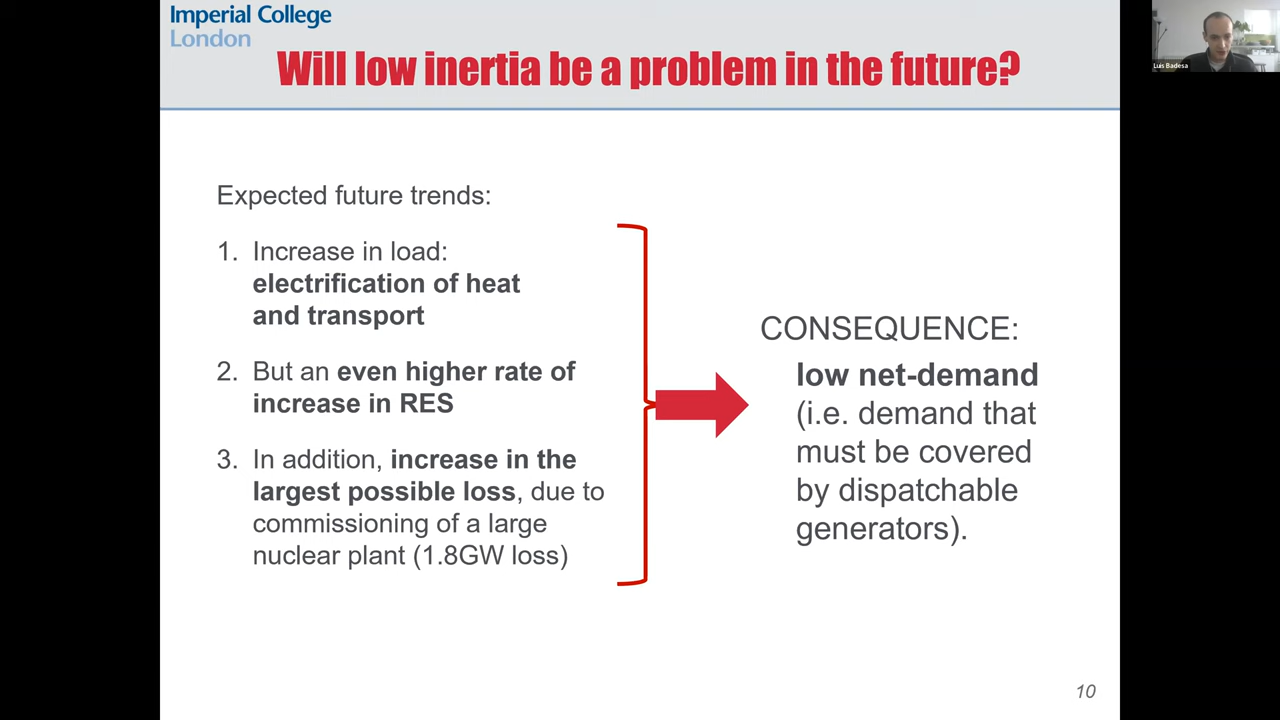 Imperial College
London
Will low inertia be a problem in the future?
Luis Badesa
Expected future trends:
1. Increase in load:
electrification of heat
and transport
2. But an even higher rate of
increase in RES
3. In addition, increase in the
largest possible loss, due to
commissioning of a large
nuclear plant (1.8GW loss)
CONSEQUENCE:
low net-demand
(i.e. demand that
must be covered
by dispatchable
generators).
10